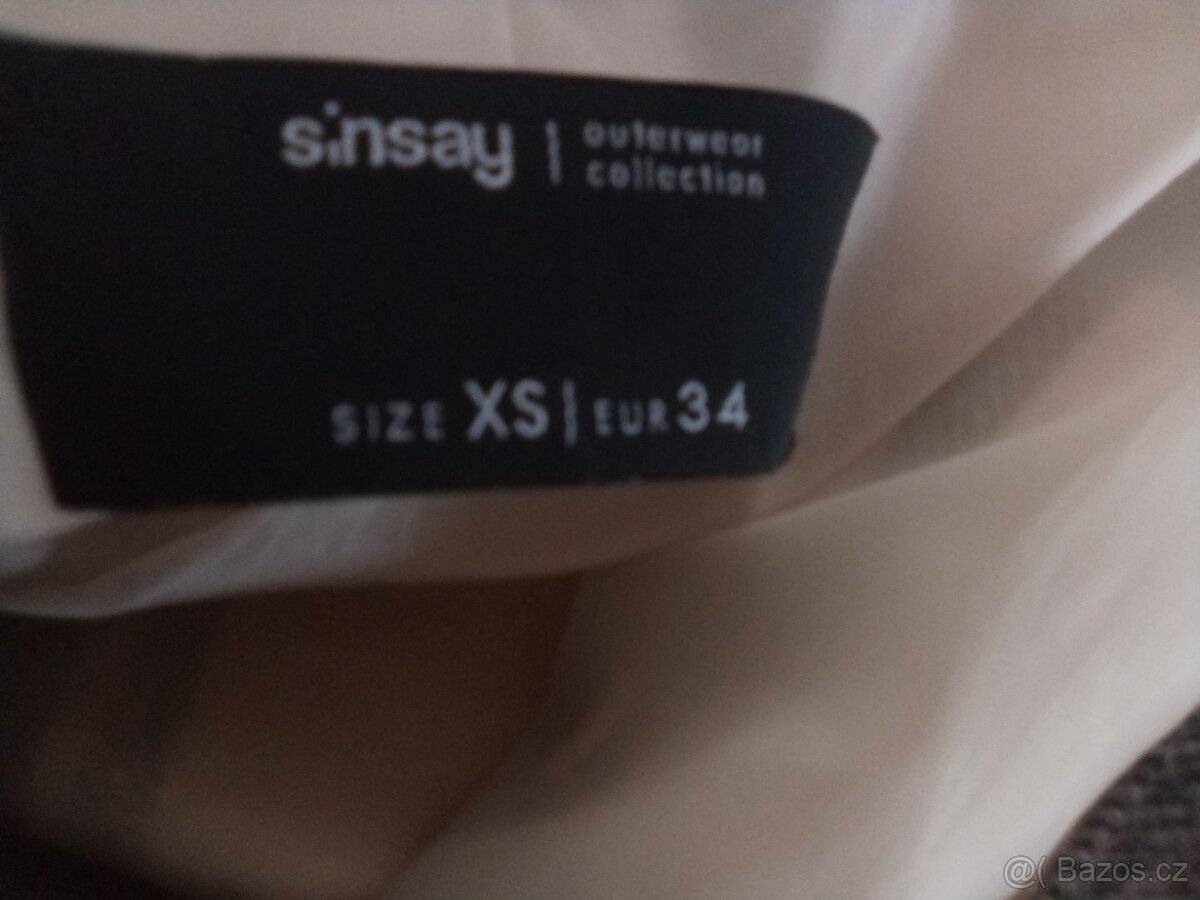 sinsay | outerwear
collection
SIZE XS | EUR 34
@( Bazos.cz